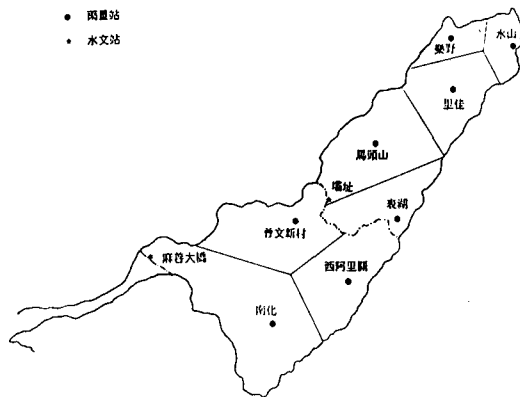 雨量站
水文站
樂野
水山
里佳
馬頭山
壩址
表湖
曾文新村
麻善大橋
西阿里關
南化